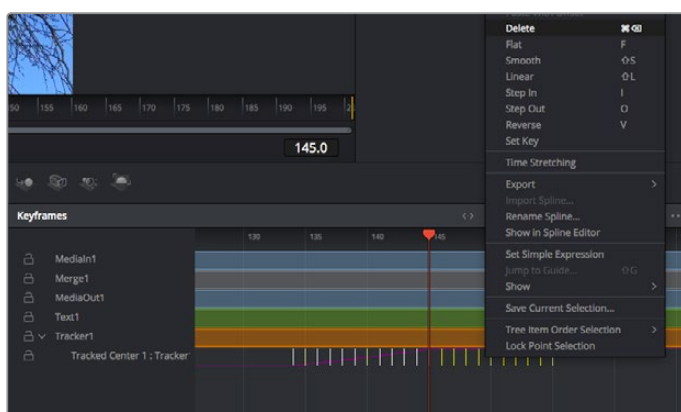 Delete ⌘⌫
Flat F
Smooth ⇧S
Linear ⇧L
Step In I
Step Out O
Reverse V
Set Key
Time Stretching
Export >
Import Spline...
Rename Spline...
Show in Spline Editor
Set Simple Expression
Jump to Guide... ⇧G
Show >
Save Current Selection...
Tree Item Order Selection >
Lock Point Selection
50 155 160 165 170 175 180 185 190 195
145.0
Keyframes
130 135 140 145
MediaIn1
Merge1
MediaOut1
Text1
Tracker1
Tracked Center 1 : Tracker